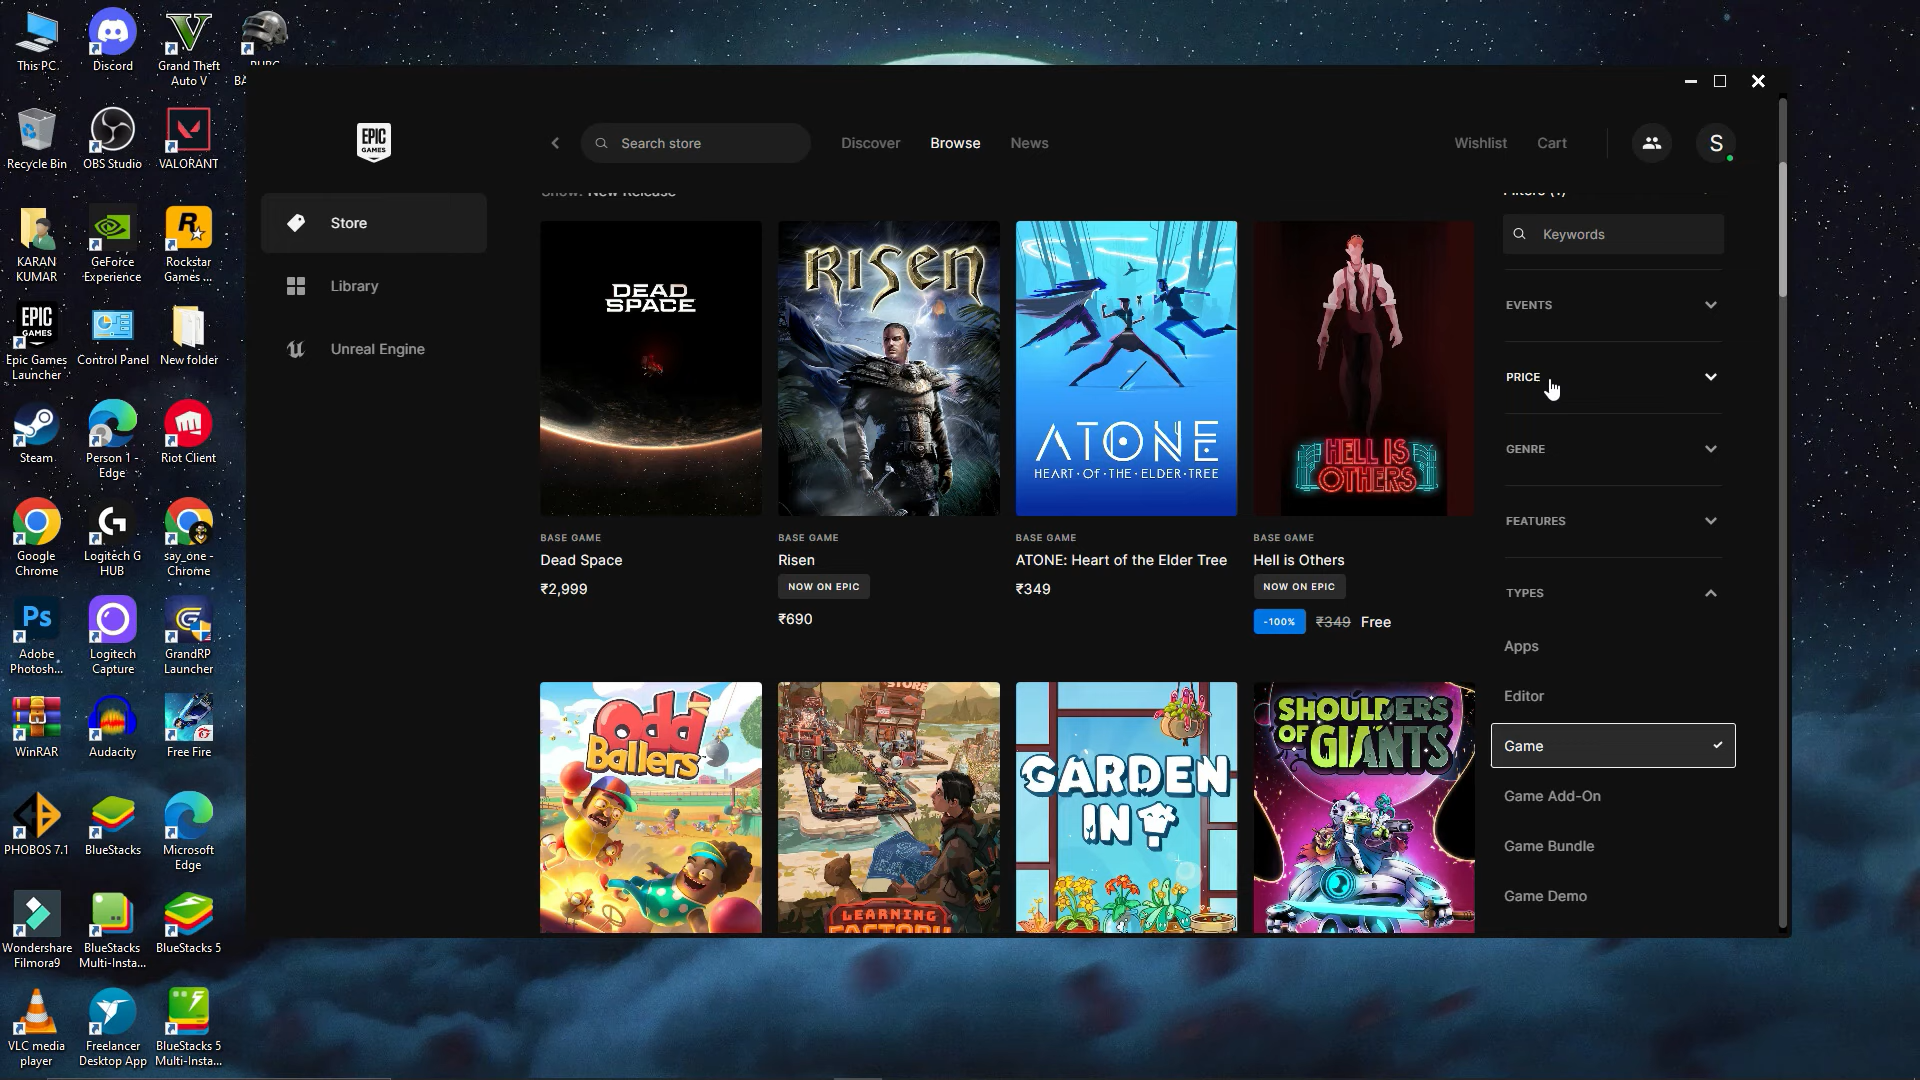 This PC
Discord
Grand Theft
Auto V
PUBG
BA
Recycle Bin
OBS Studio
VALORANT
KARAN
KUMAR
GeForce
Experience
Rockstar
Games ...
EPIC
GAMES
Epic Games
Launcher
Control Panel
New folder
Steam
Person 1 -
Edge
Riot Client
Google
Chrome
Logitech G
HUB
say_one -
Chrome
Ps
Adobe
Photosh...
Logitech
Capture
GrandRP
Launcher
WinRAR
Audacity
Free Fire
PHOBOS 7.1
BlueStacks
Microsoft
Edge
Wondershare
Filmora9
BlueStacks
Multi-Insta...
BlueStacks 5
VLC media
player
Freelancer
Desktop App
BlueStacks 5
Multi-Insta...
EPIC
GAMES
Search store
Discover
Browse
News
Wishlist
Cart
S
Store
Library
Unreal Engine
Show: New Release
DEAD
SPACE
RISEN
ATONE
HEART·OF·THE·ELDER·TREE
HELL IS
OTHERS
BASE GAME
Dead Space
₹2,999
BASE GAME
Risen
NOW ON EPIC
₹690
BASE GAME
ATONE: Heart of the Elder Tree
₹349
BASE GAME
Hell is Others
NOW ON EPIC
-100% ₹349 Free
Odd
Ballers
STORE
LEARNING
FACTORY
GARDEN
IN
SHOULDERS
OF GIANTS
Filters (1)
Keywords
EVENTS
PRICE
GENRE
FEATURES
TYPES
Apps
Editor
Game
Game Add-On
Game Bundle
Game Demo